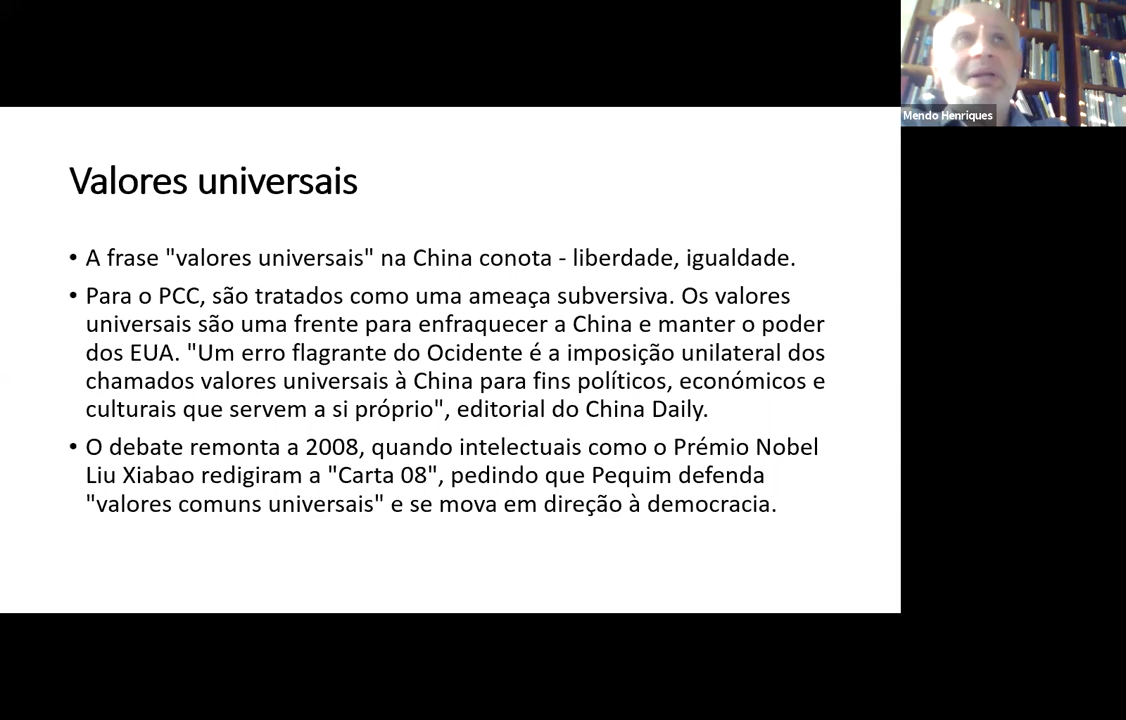 Mendo Henriques
Valores universais
• A frase "valores universais" na China conota - liberdade, igualdade.
• Para o PCC, são tratados como uma ameaça subversiva. Os valores
universais são uma frente para enfraquecer a China e manter o poder
dos EUA. "Um erro flagrante do Ocidente é a imposição unilateral dos
chamados valores universais à China para fins políticos, económicos e
culturais que servem a si próprio", editorial do China Daily.
• O debate remonta a 2008, quando intelectuais como o Prémio Nobel
Liu Xiabao redigiram a "Carta 08", pedindo que Pequim defenda
"valores comuns universais" e se mova em direção à democracia.